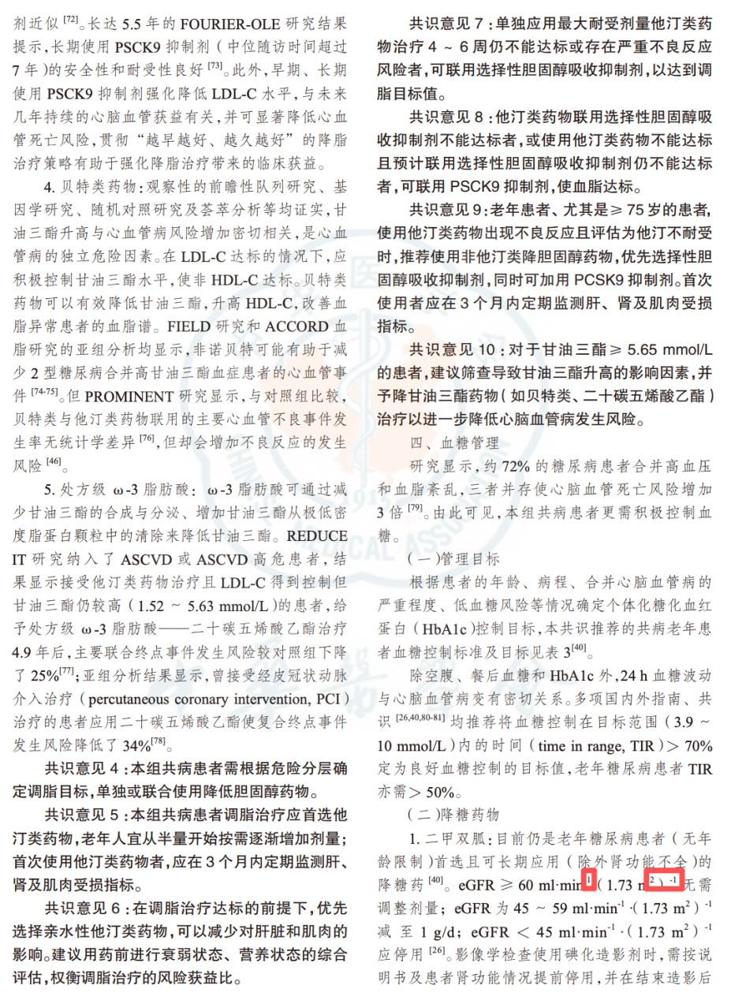 剂近似 [72]。长达 5.5 年的 FOURIER-OLE 研究结果
提示,长期使用 PSCK9 抑制剂(中位随访时间超过
7 年)的安全性和耐受性良好 [73]。此外,早期、长期
使用 PSCK9 抑制剂强化降低 LDL-C 水平,与未来
几年持续的心脑血管获益有关,并可显著降低心血
管死亡风险,贯彻“越早越好、越久越好”的降脂
治疗策略有助于强化降脂治疗带来的临床获益。
4. 贝特类药物:观察性的前瞻性队列研究、基
因学研究、随机对照研究及荟萃分析等均证实,甘
油三酯升高与心血管病风险增加密切相关,是心血
管病的独立危险因素。在 LDL-C 达标的情况下,应
积极控制甘油三酯水平,使非 HDL-C 达标。贝特类
药物可以有效降低甘油三酯,升高 HDL-C,改善血
脂异常患者的血脂谱。FIELD 研究和 ACCORD 血
脂研究的亚组分析均显示,非诺贝特可能有助于减
少 2 型糖尿病合并高甘油三酯血症患者的心血管事
件 [74-75]。但 PROMINENT 研究显示,与对照组比较,
贝特类与他汀类药物联用的主要心血管不良事件发
生率无统计学差异 [76],但却会增加不良反应的发生
风险 [46]。
5. 处方级 ω-3 脂肪酸:ω-3 脂肪酸可通过减
少甘油三酯的合成与分泌、增加甘油三酯从极低密
度脂蛋白颗粒中的清除来降低甘油三酯。REDUCE
IT 研究纳入了 ASCVD 或 ASCVD 高危患者,结
果显示接受他汀类药物治疗且 LDL-C 得到控制但
甘油三酯仍较高(1.52 ~ 5.63 mmol/L)的患者,给
予处方级 ω-3 脂肪酸——二十碳五烯酸乙酯治疗
4.9 年后,主要联合终点事件发生风险较对照组下降
了 25%[77];亚组分析结果显示,曾接受经皮冠状动脉
介入治疗(percutaneous coronary intervention, PCI)
治疗的患者应用二十碳五烯酸乙酯使复合终点事件
发生风险降低了 34%[78]。
共识意见 4:本组共病患者需根据危险分层确
定调脂目标,单独或联合使用降低胆固醇药物。
共识意见 5:本组共病患者调脂治疗应首选他
汀类药物,老年人宜从半量开始按需逐渐增加剂量;
首次使用他汀类药物者,应在 3 个月内定期监测肝、
肾及肌肉受损指标。
共识意见 6:在调脂治疗达标的前提下,优先
选择亲水性他汀类药物,可以减少对肝脏和肌肉的
影响。建议用药前进行衰弱状态、营养状态的综合
评估,权衡调脂治疗的风险获益比。
共识意见 7:单独应用最大耐受剂量他汀类药
物治疗 4 ~ 6 周仍不能达标或存在严重不良反应
风险者,可联用选择性胆固醇吸收抑制剂,以达到调
脂目标值。
共识意见 8:他汀类药物联用选择性胆固醇吸
收抑制剂不能达标者,或使用他汀类药物不能达标
且预计联用选择性胆固醇吸收抑制剂仍不能达标
者,可联用 PSCK9 抑制剂,使血脂达标。
共识意见 9:老年患者、尤其是≥ 75 岁的患者,
使用他汀类药物出现不良反应且评估为他汀不耐受
时,推荐使用非他汀类降胆固醇药物,优先选择性胆
固醇吸收抑制剂,同时可加用 PCSK9 抑制剂。首次
使用者应在 3 个月内定期监测肝、肾及肌肉受损
指标。
共识意见 10:对于甘油三酯≥ 5.65 mmol/L
的患者,建议筛查导致甘油三酯升高的影响因素,并
予降甘油三酯药物(如贝特类、二十碳五烯酸乙酯)
治疗以进一步降低心脑血管病发生风险。
四、血糖管理
研究显示,约 72% 的糖尿病患者合并高血压
和血脂紊乱,三者并存使心脑血管死亡风险增加
3 倍 [79]。由此可见,本组共病患者更需积极控制血
糖。
(一)管理目标
根据患者的年龄、病程、合并心脑血管病的
严重程度、低血糖风险等情况确定个体化糖化血红
蛋白(HbA1c)控制目标,本共识推荐的共病老年患
者血糖控制标准及目标见表 3[40]。
除空腹、餐后血糖和 HbA1c 外,24 h 血糖波动
与心脑血管病变有密切关系。多项国内外指南、共
识 [26,40,80-81] 均推荐将血糖控制在目标范围(3.9 ~
10 mmol/L)内的时间(time in range, TIR)> 70%
定为良好血糖控制的目标值,老年糖尿病患者 TIR
亦需> 50%。
(二)降糖药物
1. 二甲双胍:目前仍是老年糖尿病患者(无年
龄限制)首选且可长期应用(除外肾功能不全)的
降糖药 [40]。eGFR ≥ 60 ml·min-1(1.73 m2)-1 无需
调整剂量;eGFR 为 45 ~ 59 ml·min-1·(1.73 m2)-1
减至 1 g/d;eGFR < 45 ml·min-1·(1.73 m2)-1
应停用 [26]。影像学检查使用碘化造影剂时,需按说
明书及患者肾功能情况提前停用,并在结束造影后
中华医学会
CHINESE MEDICAL ASSOCIATION
1915